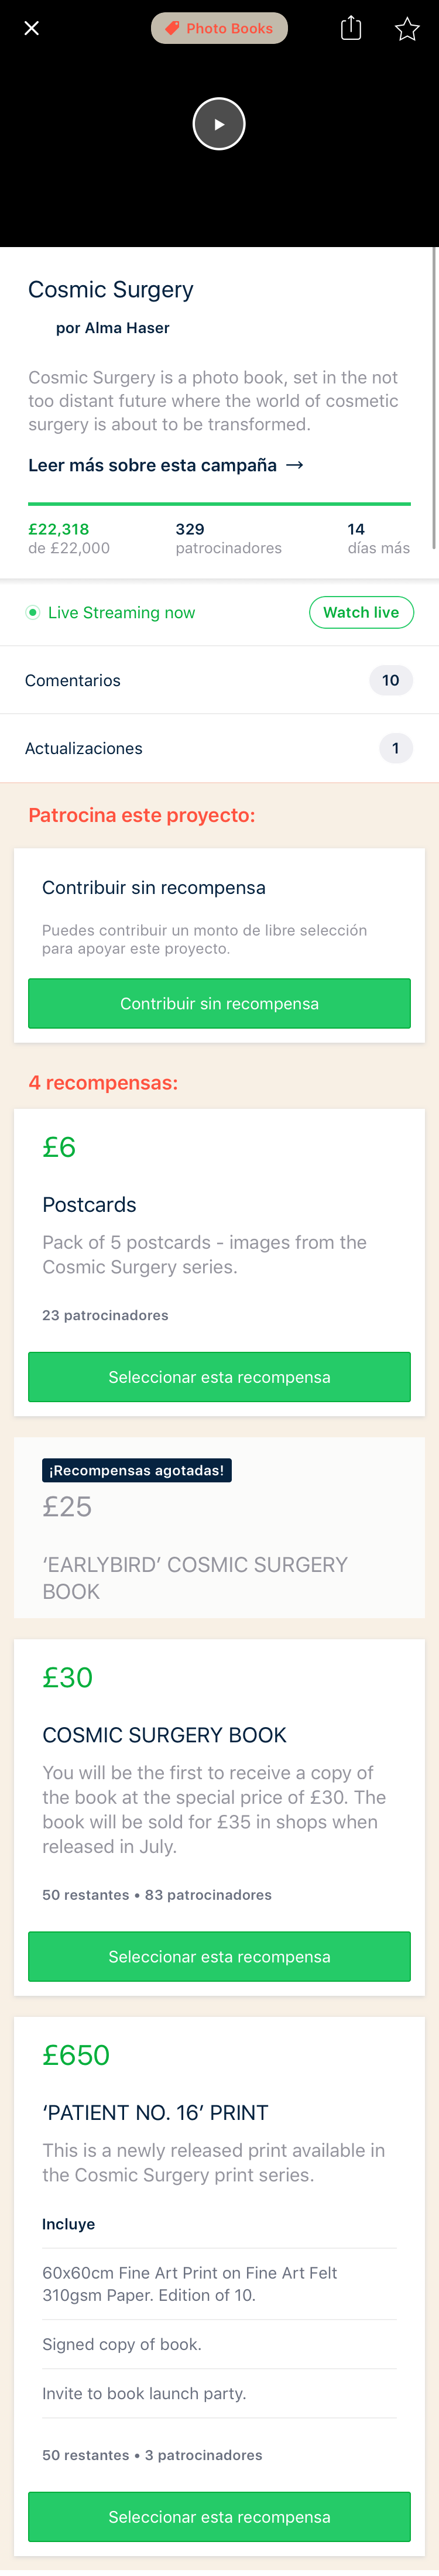 Photo Books
Cosmic Surgery
por Alma Haser
Cosmic Surgery is a photo book, set in the not
too distant future where the world of cosmetic
surgery is about to be transformed.
Leer más sobre esta campaña →
£22,318
de £22,000
329
patrocinadores
14
días más
Live Streaming now
Watch live
Comentarios
10
Actualizaciones
1
Patrocina este proyecto:
Contribuir sin recompensa
Puedes contribuir un monto de libre selección
para apoyar este proyecto.
Contribuir sin recompensa
4 recompensas:
£6
Postcards
Pack of 5 postcards - images from the
Cosmic Surgery series.
23 patrocinadores
Seleccionar esta recompensa
¡Recompensas agotadas!
£25
‘EARLYBIRD’ COSMIC SURGERY
BOOK
£30
COSMIC SURGERY BOOK
You will be the first to receive a copy of
the book at the special price of £30. The
book will be sold for £35 in shops when
released in July.
50 restantes • 83 patrocinadores
Seleccionar esta recompensa
£650
‘PATIENT NO. 16’ PRINT
This is a newly released print available in
the Cosmic Surgery print series.
Incluye
60x60cm Fine Art Print on Fine Art Felt
310gsm Paper. Edition of 10.
Signed copy of book.
Invite to book launch party.
50 restantes • 3 patrocinadores
Seleccionar esta recompensa